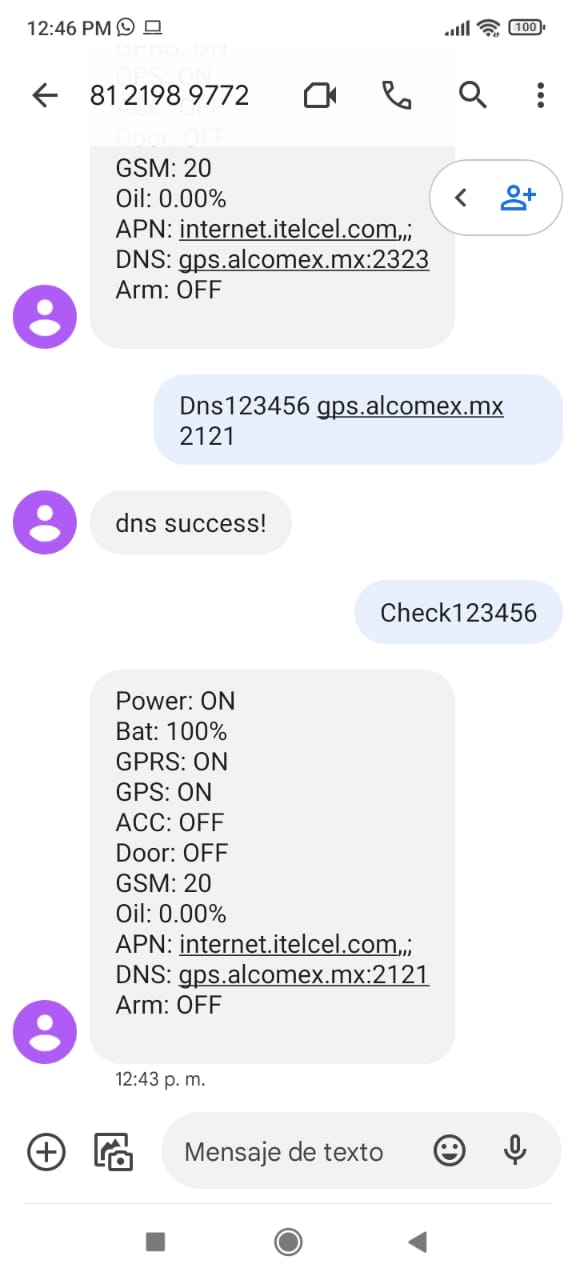 12:46 PM
100
GPRS: ON
GPS: ON
ACC: OFF
Door: OFF
81 2198 9772
GSM: 20
Oil: 0.00%
APN: internet.itelcel.com,,;
DNS: gps.alcomex.mx:2323
Arm: OFF
Dns123456 gps.alcomex.mx
2121
dns success!
Check123456
Power: ON
Bat: 100%
GPRS: ON
GPS: ON
ACC: OFF
Door: OFF
GSM: 20
Oil: 0.00%
APN: internet.itelcel.com,,;
DNS: gps.alcomex.mx:2121
Arm: OFF
12:43 p. m.
Mensaje de texto